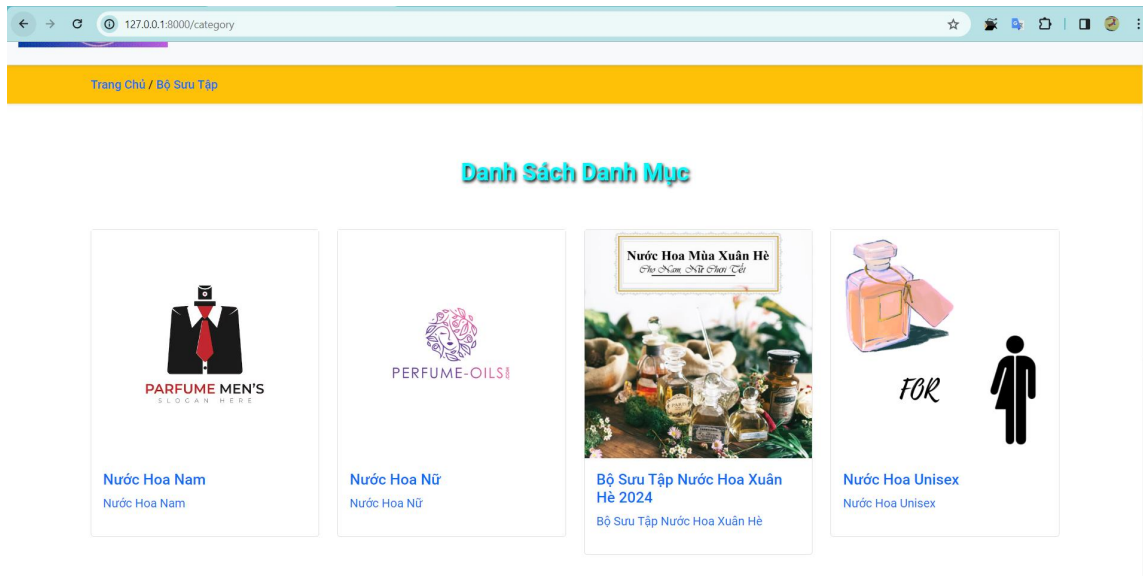 127.0.0.1:8000/category
Trang Chủ / Bộ Sưu Tập
Danh Sách Danh Mục
PARFUME MEN'S
SLOGAN HERE
Nước Hoa Nam
Nước Hoa Nam
PERFUME-OILS
Nước Hoa Nữ
Nước Hoa Nữ
Nước Hoa Mùa Xuân Hè
Cho Nam, Nữ Chơi Tết
Bộ Sưu Tập Nước Hoa Xuân
Hè 2024
Bộ Sưu Tập Nước Hoa Xuân Hè
FOR
Nước Hoa Unisex
Nước Hoa Unisex